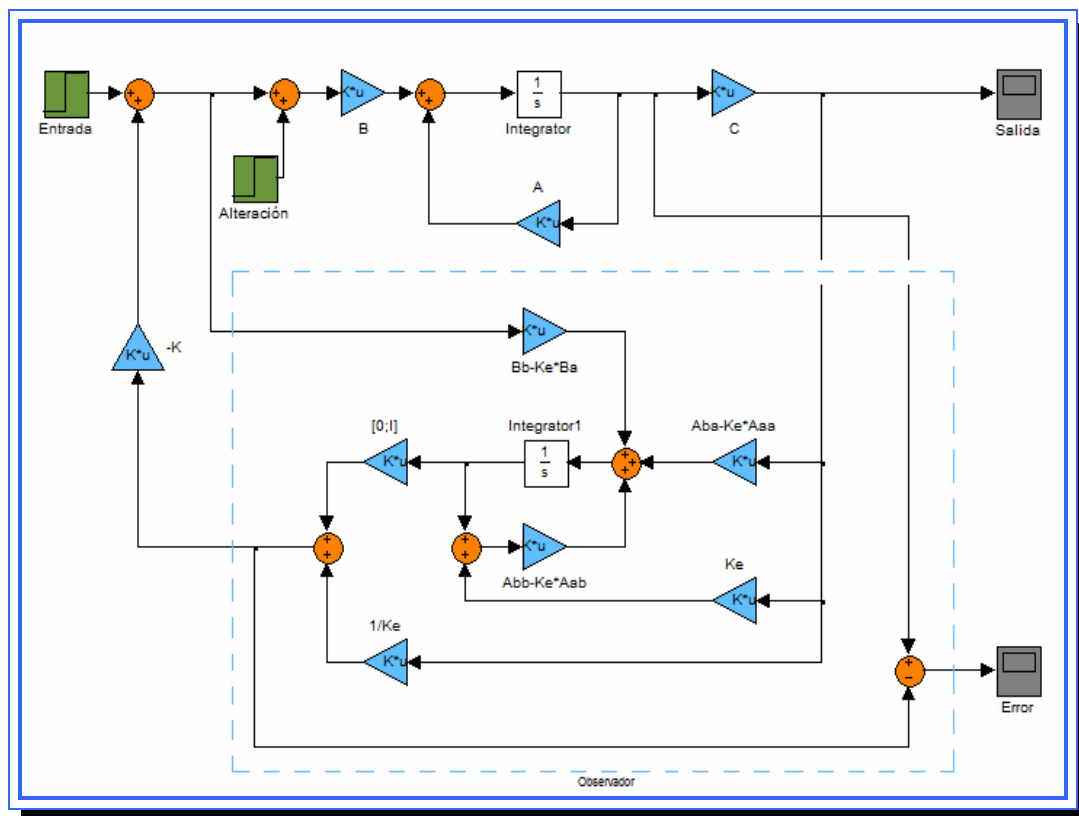 K*u
1
s
K*u
Entrada
B
Integrator
C
Salida
A
Alteración
K*u
K*u
K*u
-K
Bb-Ke*Ba
[0;I]
Integrator1
Aba-Ke*Aaa
K*u
1
s
K*u
K*u
Abb-Ke*Aab
Ke
K*u
1/Ke
K*u
Error
Observador